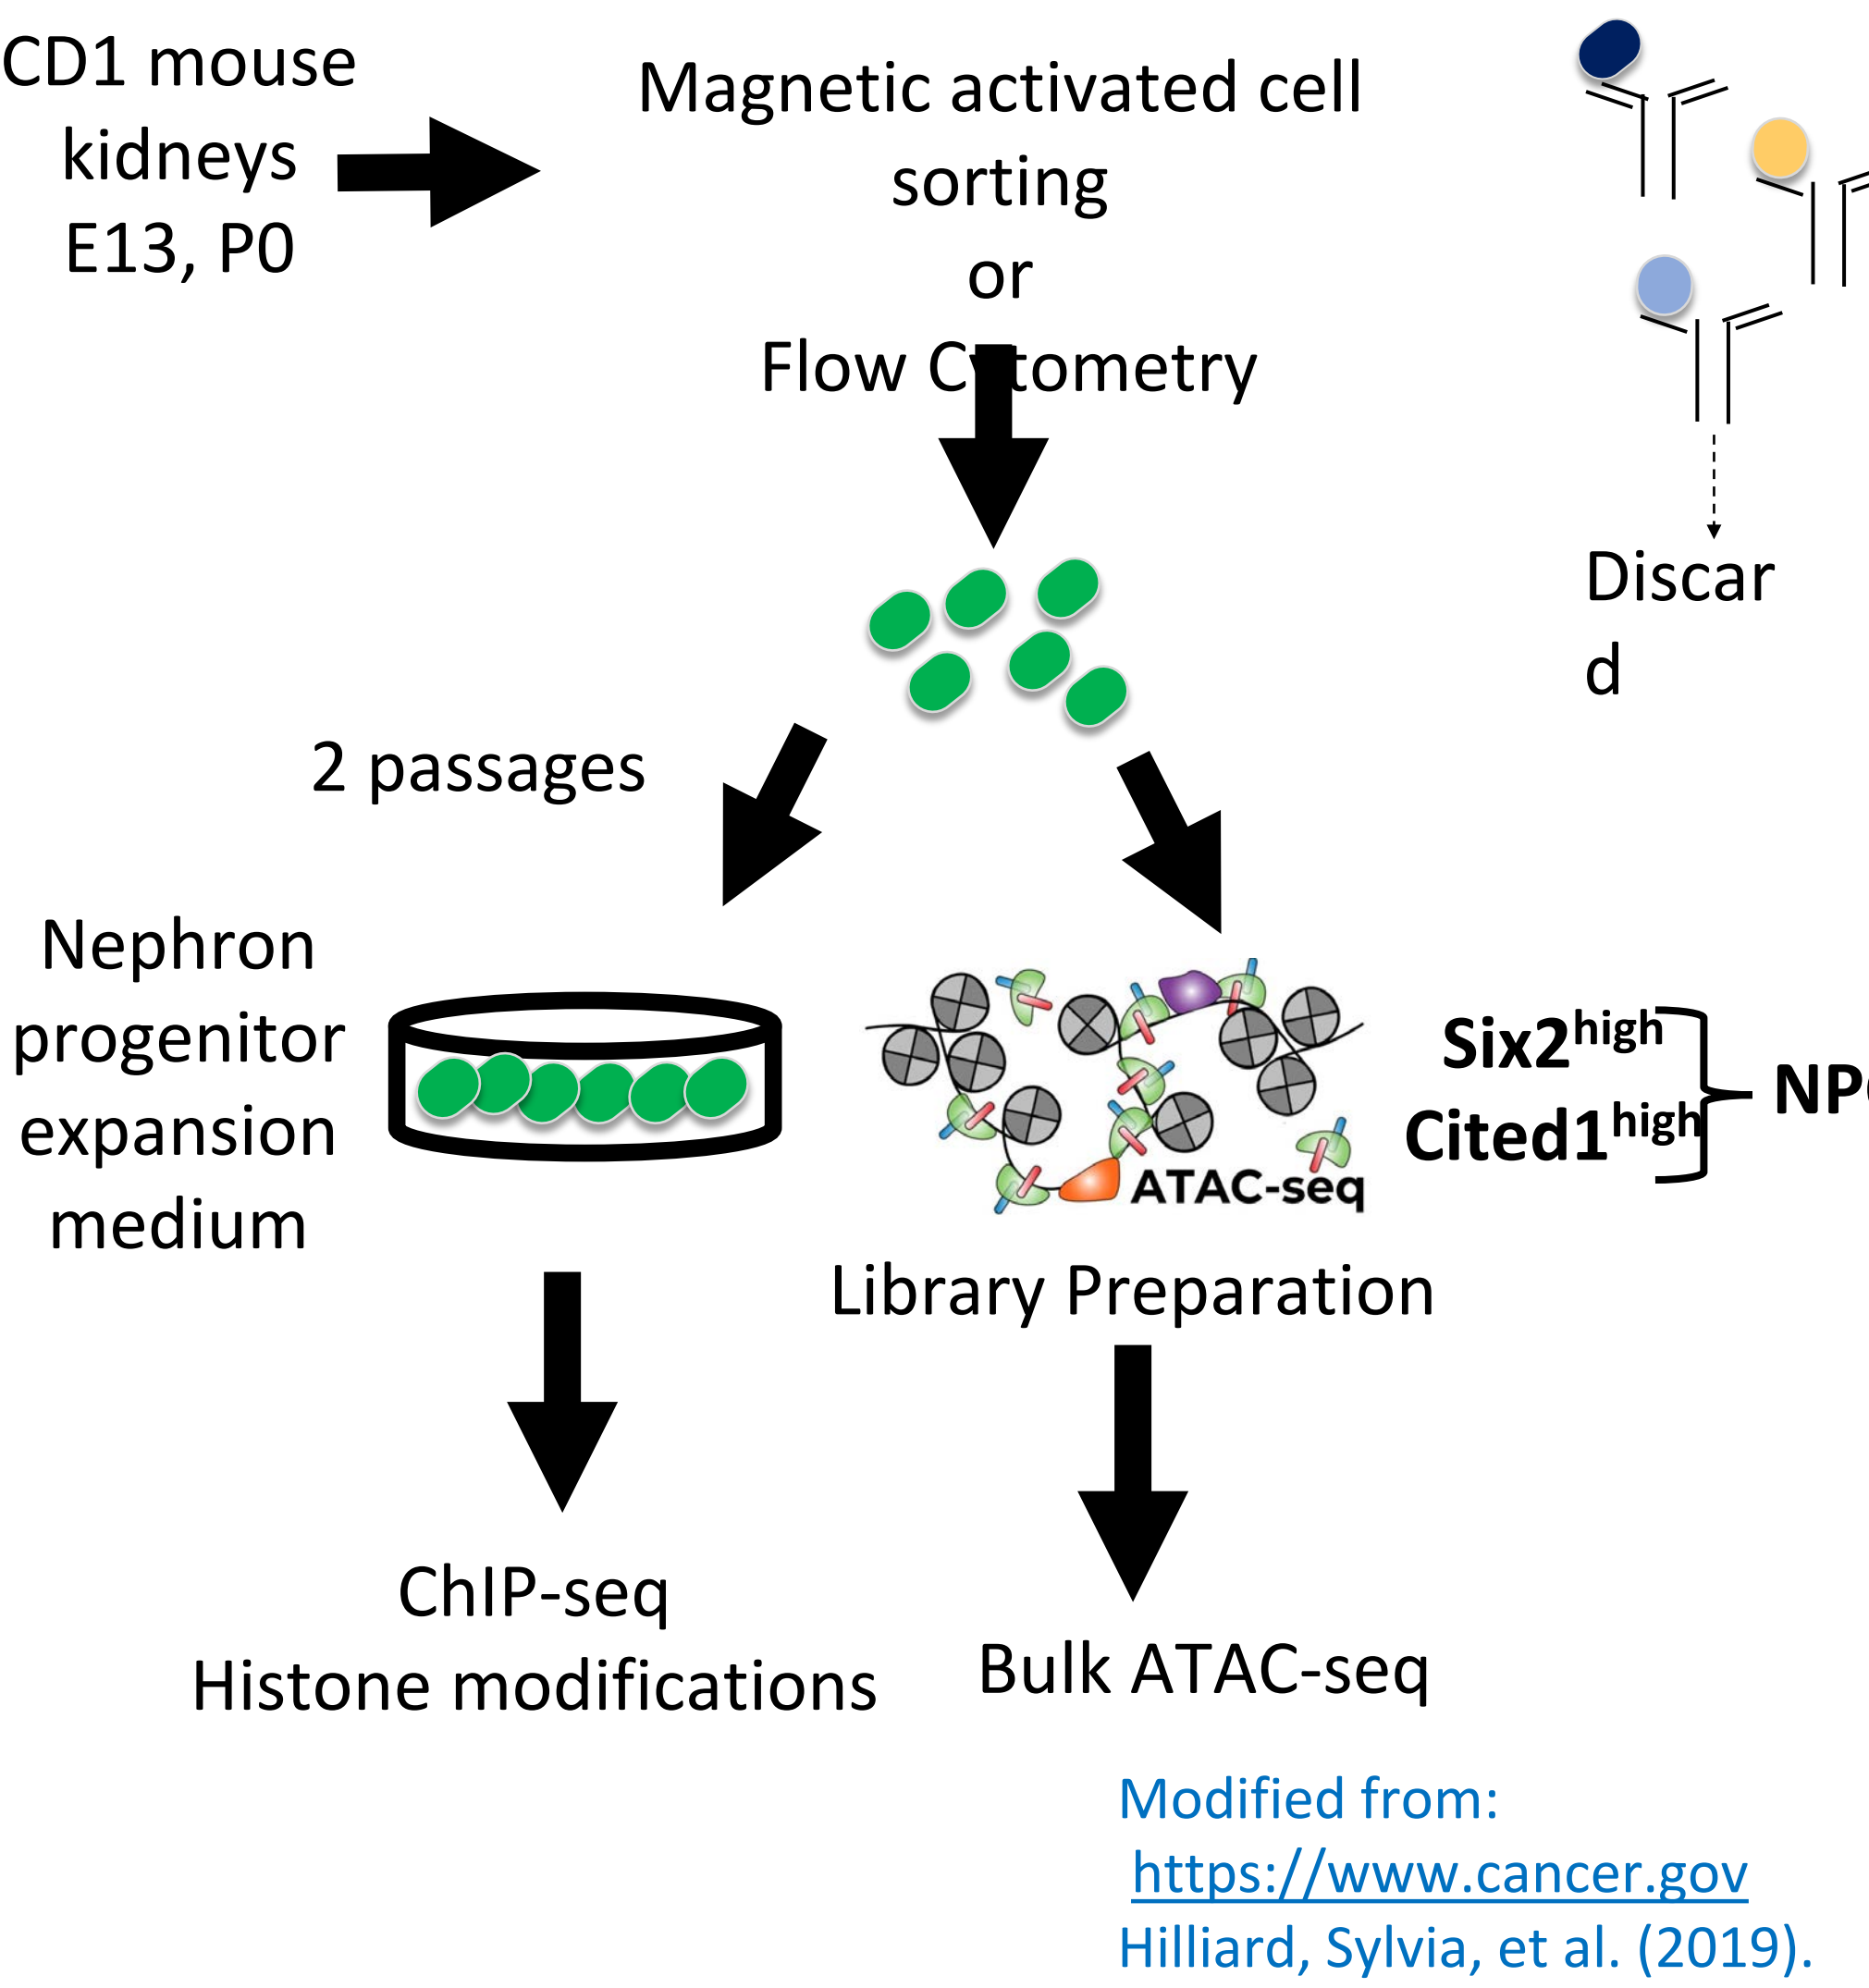 CD1 mouse
kidneys
E13, P0
Magnetic activated cell
sorting
or
Flow Cytometry
Discar
d
2 passages
Nephron
progenitor
expansion
medium
ATAC-seq
Six2high
Cited1high
Library Preparation
ChIP-seq
Histone modifications
Bulk ATAC-seq
Modified from:
https://www.cancer.gov
Hilliard, Sylvia, et al. (2019).